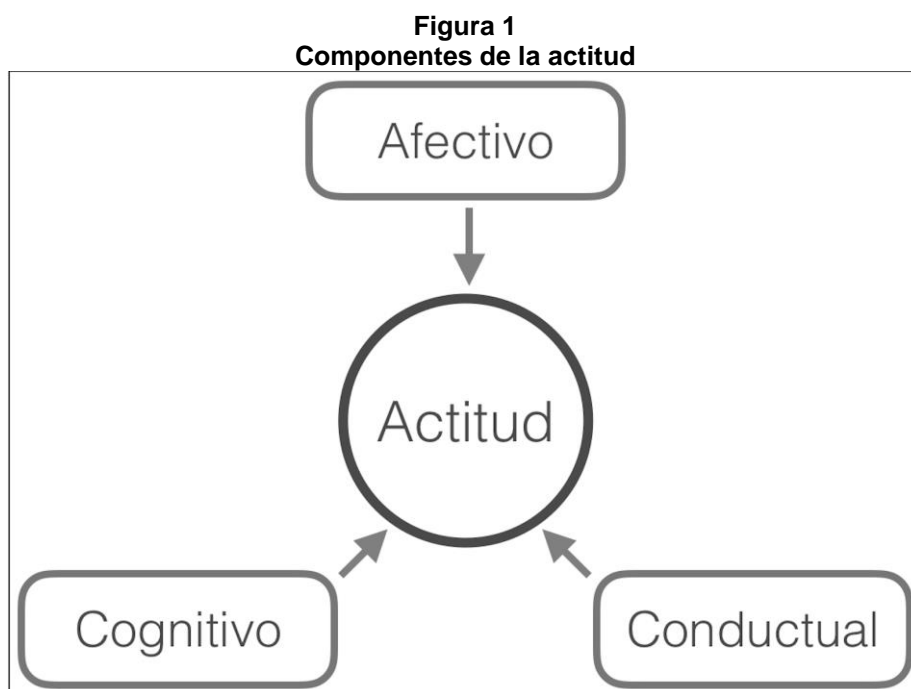 Figura 1
Componentes de la actitud
Afectivo
Actitud
Cognitivo
Conductual